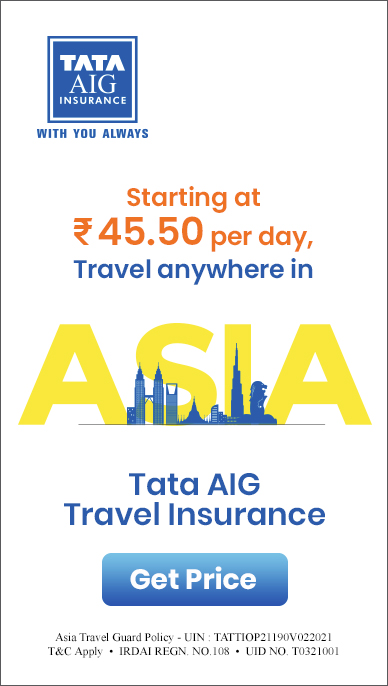 TATA
AIG
INSURANCE
WITH YOU ALWAYS
Starting at
₹ 45.50 per day,
Travel anywhere in
ASIA
Tata AIG
Travel Insurance
Get Price
Asia Travel Guard Policy - UIN : TATTIOP21190V022021
T&C Apply • IRDAI REGN. NO.108 • UID NO. T0321001